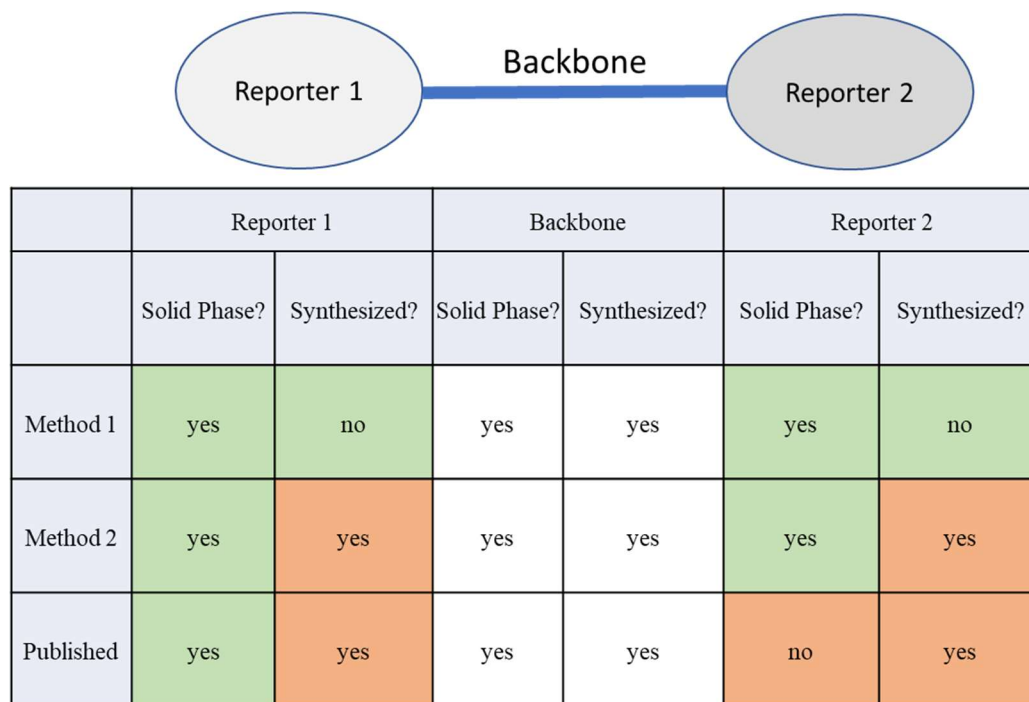 Backbone
Reporter 1
Reporter 2
Reporter 1 Backbone Reporter 2
Solid Phase? Synthesized? Solid Phase? Synthesized? Solid Phase? Synthesized?
Method 1 yes no yes yes yes no
Method 2 yes yes yes yes yes yes
Published yes yes yes yes no yes